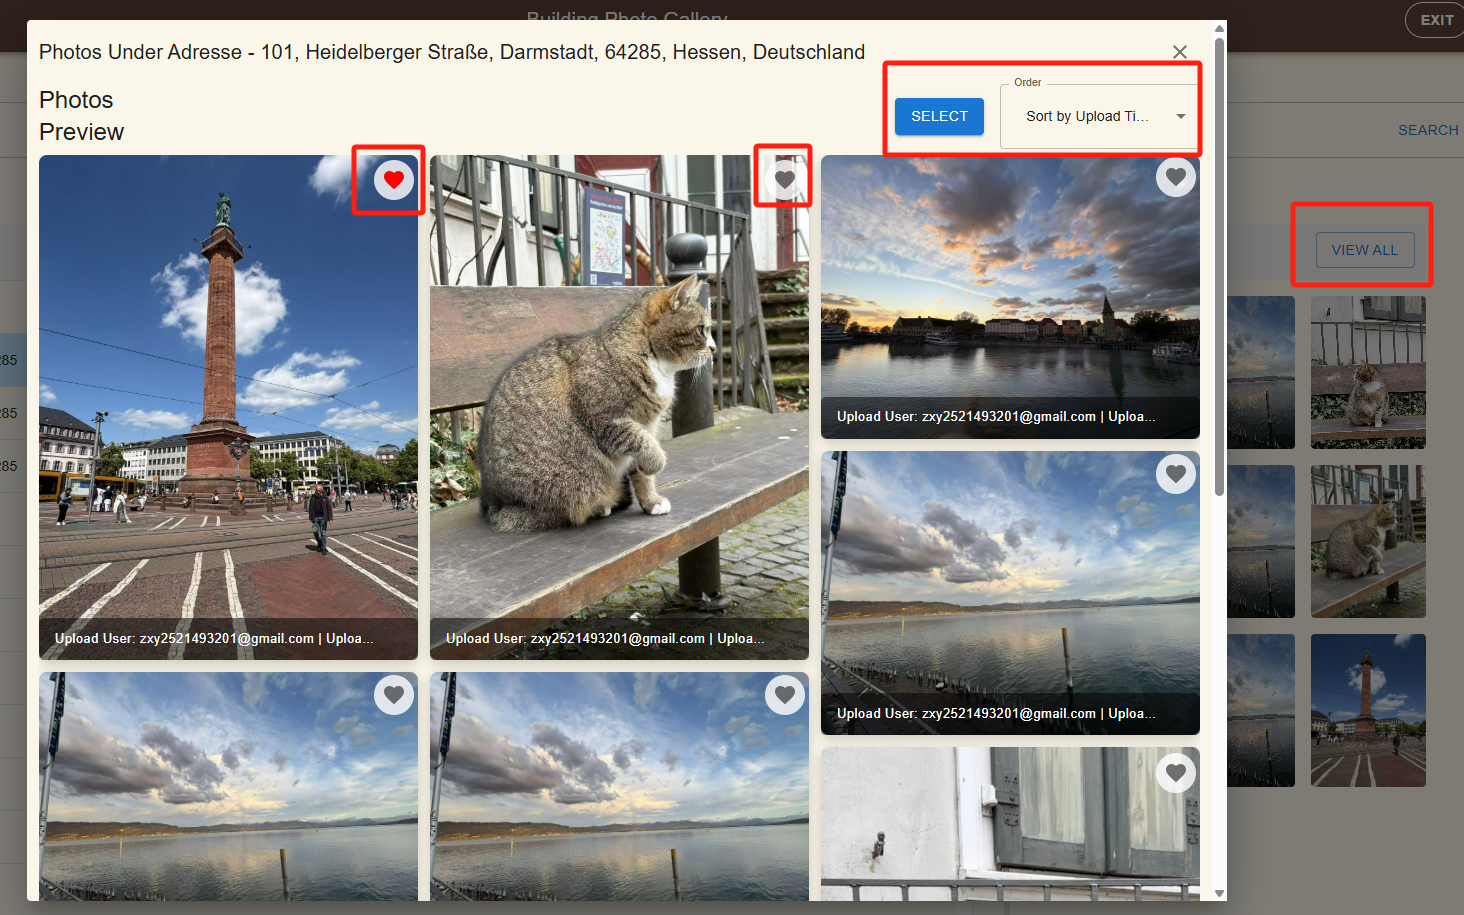 Building Photo Gallery
EXIT
Photos Under Adresse - 101, Heidelberger Straße, Darmstadt, 64285, Hessen, Deutschland
Photos
Preview
SELECT
Order
Sort by Upload Ti...
SEARCH
VIEW ALL
285
285
285
Upload User: zxy2521493201@gmail.com | Uploa...
Upload User: zxy2521493201@gmail.com | Uploa...
Upload User: zxy2521493201@gmail.com | Uploa...
Upload User: zxy2521493201@gmail.com | Uploa...